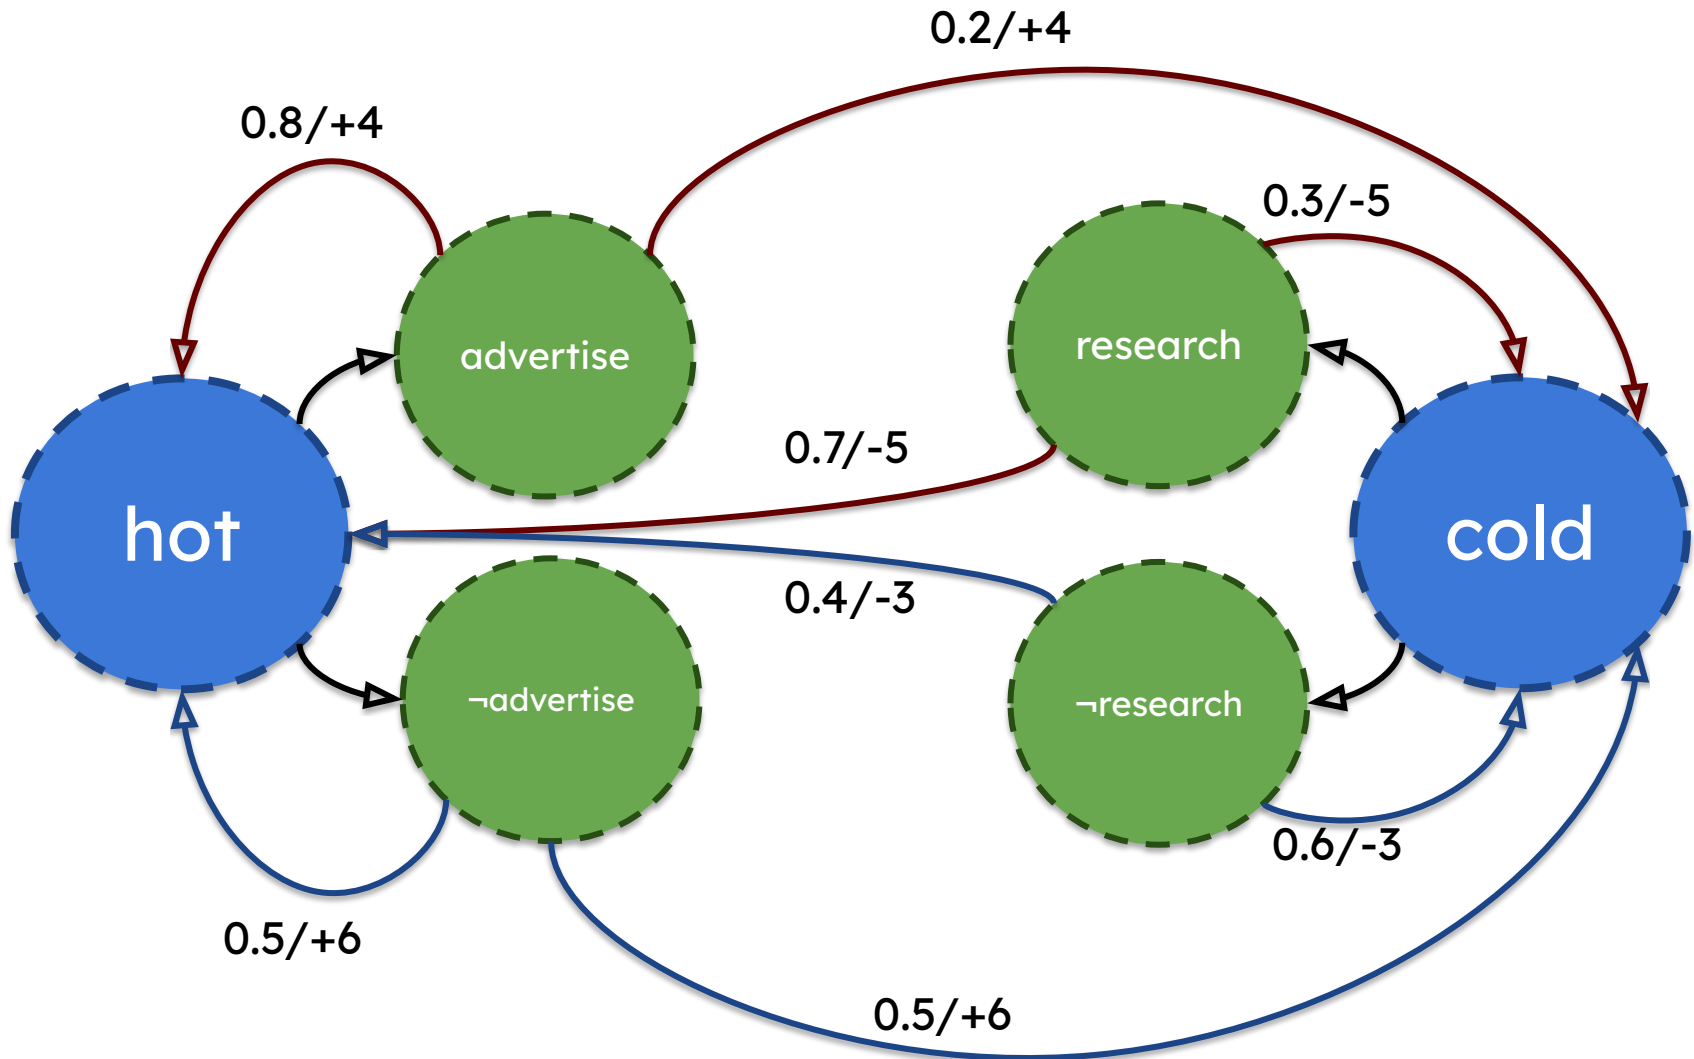 0.2/+4
0.8/+4
0.3/-5
advertise
research
0.7/-5
hot
cold
0.4/-3
¬advertise
¬research
0.6/-3
0.5/+6
0.5/+6